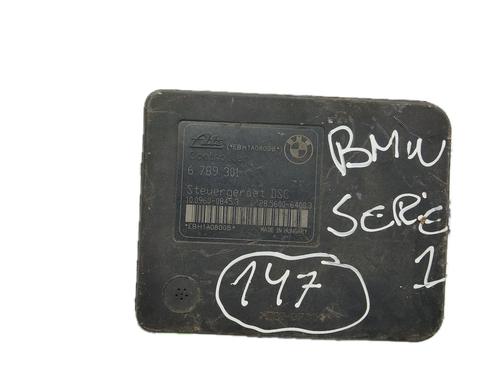 Ate *EBH1A0800B*
6 789 301
Steuergerät DSC
10.0960-0845.3 28.5600-6400.3
MADE IN HUNGARY
*EBH1A0800B*
BMW
SERIE
1
147